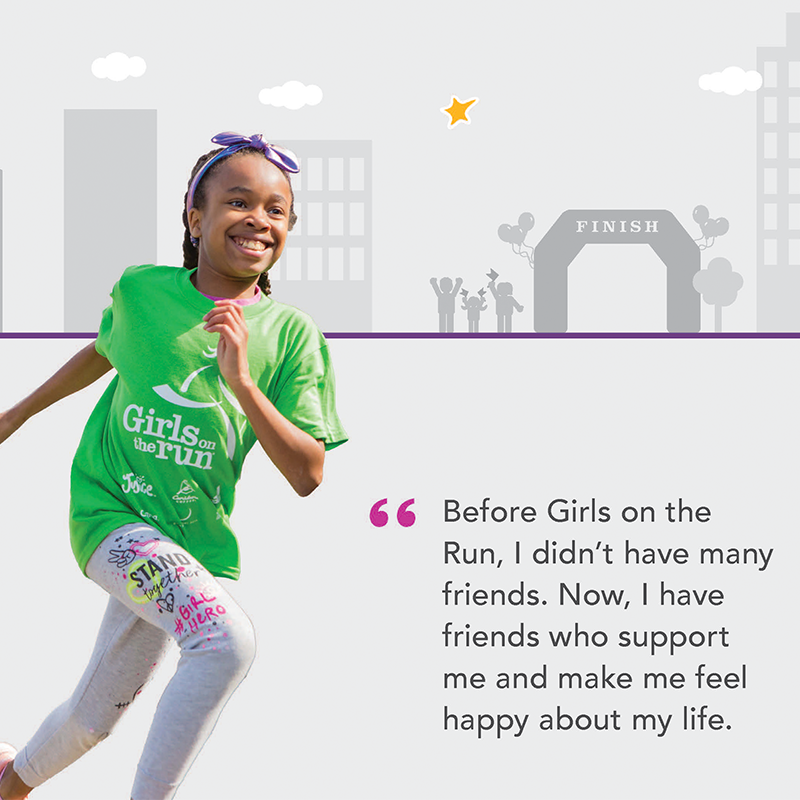 FINISH
Girls on
the run
Justice
STAND
together
#GIRL
HERO
“ Before Girls on the
Run, I didn’t have many
friends. Now, I have
friends who support
me and make me feel
happy about my life.